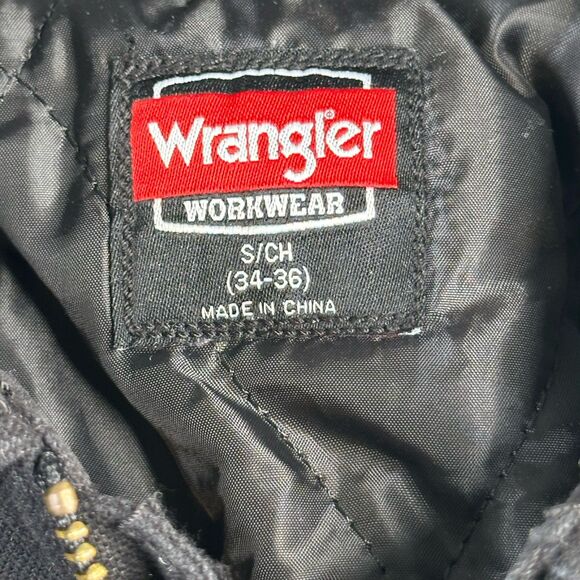 Wrangler
WORKWEAR
S/CH
(34-36)
MADE IN CHINA